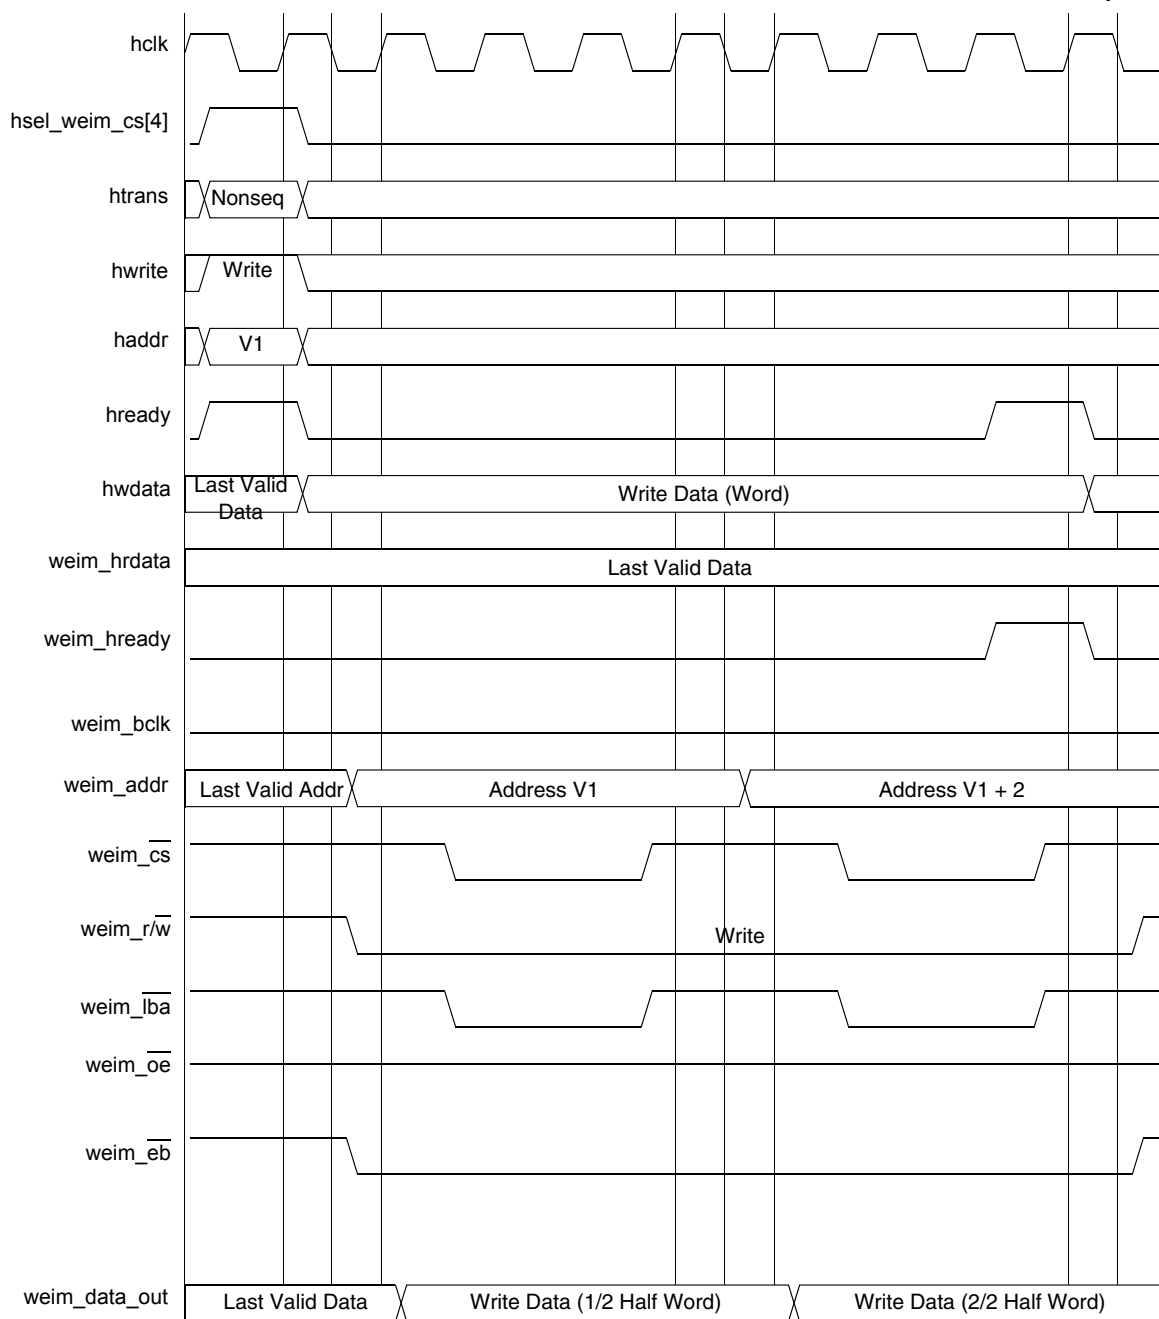 hclk
hsel_weim_cs[4]
htrans
Nonseq
hwrite
Write
haddr
V1
hready
hwdata
Last Valid
Data
Write Data (Word)
weim_hrdata
Last Valid Data
weim_hready
weim_bclk
weim_addr
Last Valid Addr
Address V1
Address V1 + 2
weim_cs
weim_r/w
Write
weim_lba
weim_oe
weim_eb
weim_data_out
Last Valid Data
Write Data (1/2 Half Word)
Write Data (2/2 Half Word)